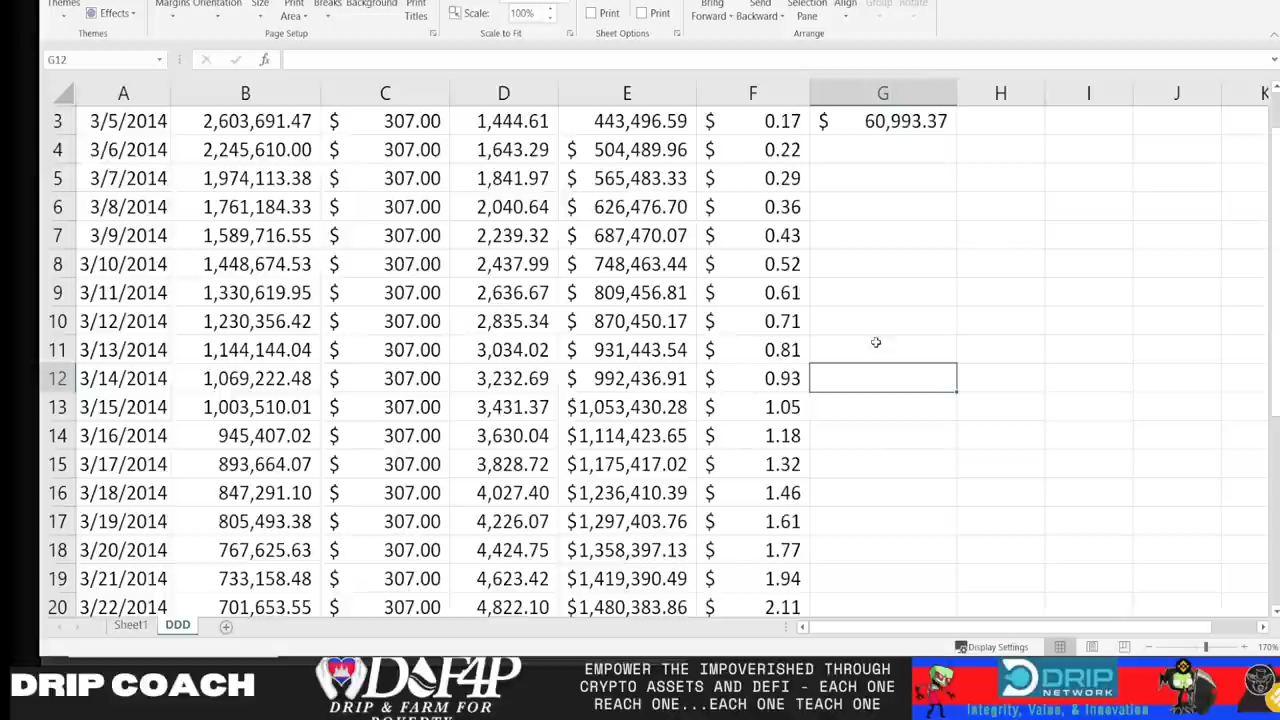 Themes Margins Orientation Size Print Breaks Background Print Scale: 100% Print Print Bring Send Selection Align Group Rotate
Effects Area Titles Forward Backward Pane
Themes Page Setup Scale to Fit Sheet Options Arrange
G12 fx
A B C D E F G H I J K
3 3/5/2014 2,603,691.47 $ 307.00 1,444.61 443,496.59 $ 0.17 $ 60,993.37
4 3/6/2014 2,245,610.00 $ 307.00 1,643.29 $ 504,489.96 $ 0.22
5 3/7/2014 1,974,113.38 $ 307.00 1,841.97 $ 565,483.33 $ 0.29
6 3/8/2014 1,761,184.33 $ 307.00 2,040.64 $ 626,476.70 $ 0.36
7 3/9/2014 1,589,716.55 $ 307.00 2,239.32 $ 687,470.07 $ 0.43
8 3/10/2014 1,448,674.53 $ 307.00 2,437.99 $ 748,463.44 $ 0.52
9 3/11/2014 1,330,619.95 $ 307.00 2,636.67 $ 809,456.81 $ 0.61
10 3/12/2014 1,230,356.42 $ 307.00 2,835.34 $ 870,450.17 $ 0.71
11 3/13/2014 1,144,144.04 $ 307.00 3,034.02 $ 931,443.54 $ 0.81
12 3/14/2014 1,069,222.48 $ 307.00 3,232.69 $ 992,436.91 $ 0.93
13 3/15/2014 1,003,510.01 $ 307.00 3,431.37 $1,053,430.28 $ 1.05
14 3/16/2014 945,407.02 $ 307.00 3,630.04 $1,114,423.65 $ 1.18
15 3/17/2014 893,664.07 $ 307.00 3,828.72 $1,175,417.02 $ 1.32
16 3/18/2014 847,291.10 $ 307.00 4,027.40 $1,236,410.39 $ 1.46
17 3/19/2014 805,493.38 $ 307.00 4,226.07 $1,297,403.76 $ 1.61
18 3/20/2014 767,625.63 $ 307.00 4,424.75 $1,358,397.13 $ 1.77
19 3/21/2014 733,158.48 $ 307.00 4,623.42 $1,419,390.49 $ 1.94
20 3/22/2014 701,653.55 $ 307.00 4,822.10 $1,480,383.86 $ 2.11
Sheet1 DDD
Display Settings 170%
DRIP COACH
DOF4P
DRIP & FARM FOR
POVERTY
EMPOWER THE IMPOVERISHED THROUGH
CRYPTO ASSETS AND DEFI - EACH ONE
REACH ONE...EACH ONE TEACH ONE
DRIP
NETWORK
Integrity, Value, & Innovation